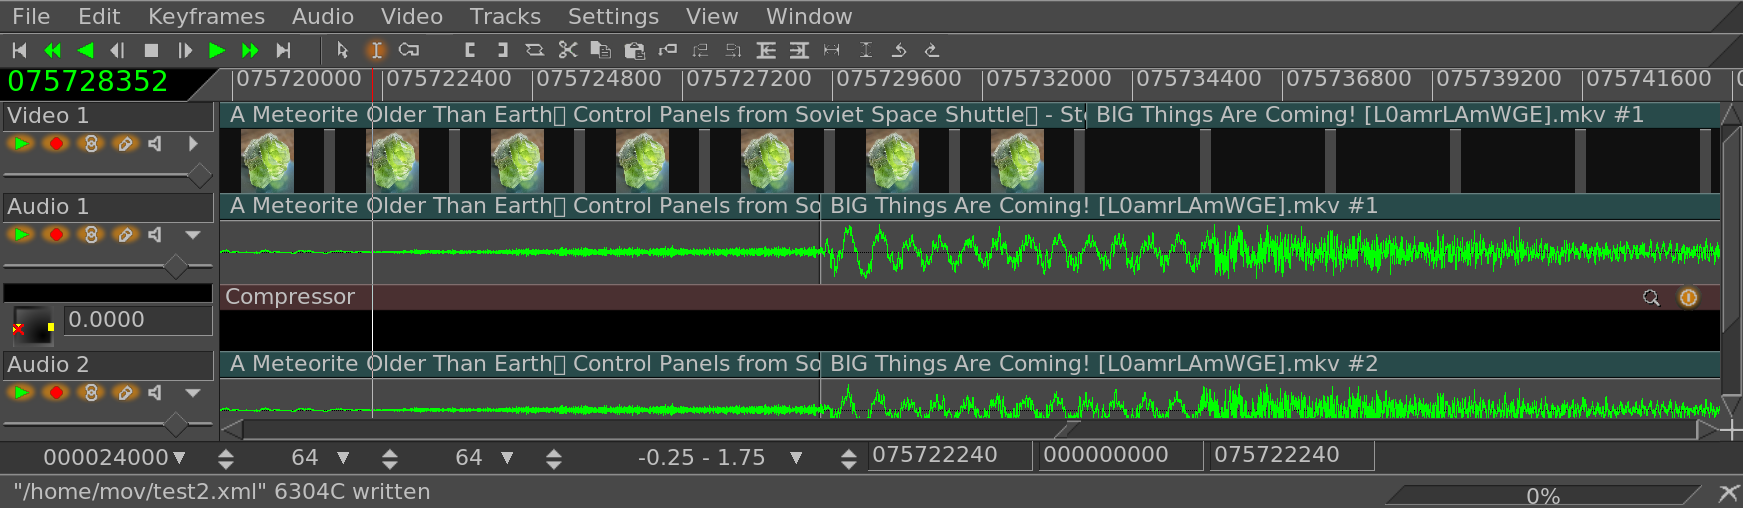 File Edit Keyframes Audio Video Tracks Settings View Window
075728352 075720000 075722400 075724800 075727200 075729600 075732000 075734400 075736800 075739200 075741600
Video 1
A Meteorite Older Than Earth▯ Control Panels from Soviet Space Shuttle▯ - St
BIG Things Are Coming! [L0amrLAmWGE].mkv #1
Audio 1
A Meteorite Older Than Earth▯ Control Panels from So
BIG Things Are Coming! [L0amrLAmWGE].mkv #1
Compressor
0.0000
Audio 2
A Meteorite Older Than Earth▯ Control Panels from So
BIG Things Are Coming! [L0amrLAmWGE].mkv #2
000024000 64 64 -0.25 - 1.75 075722240 000000000 075722240
"/home/mov/test2.xml" 6304C written
0%